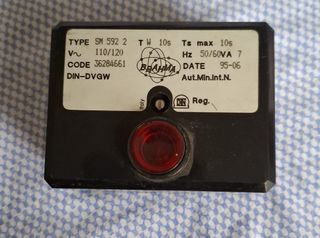 TYPE SM 592 2 T W 10s Ts max 10s
V~ 110/120 Hz 50/60 VA 7
CODE 36284661 BRAHMA DATE 95-06
DIN-DVGW Aut.Min.Int.N.
Reg.